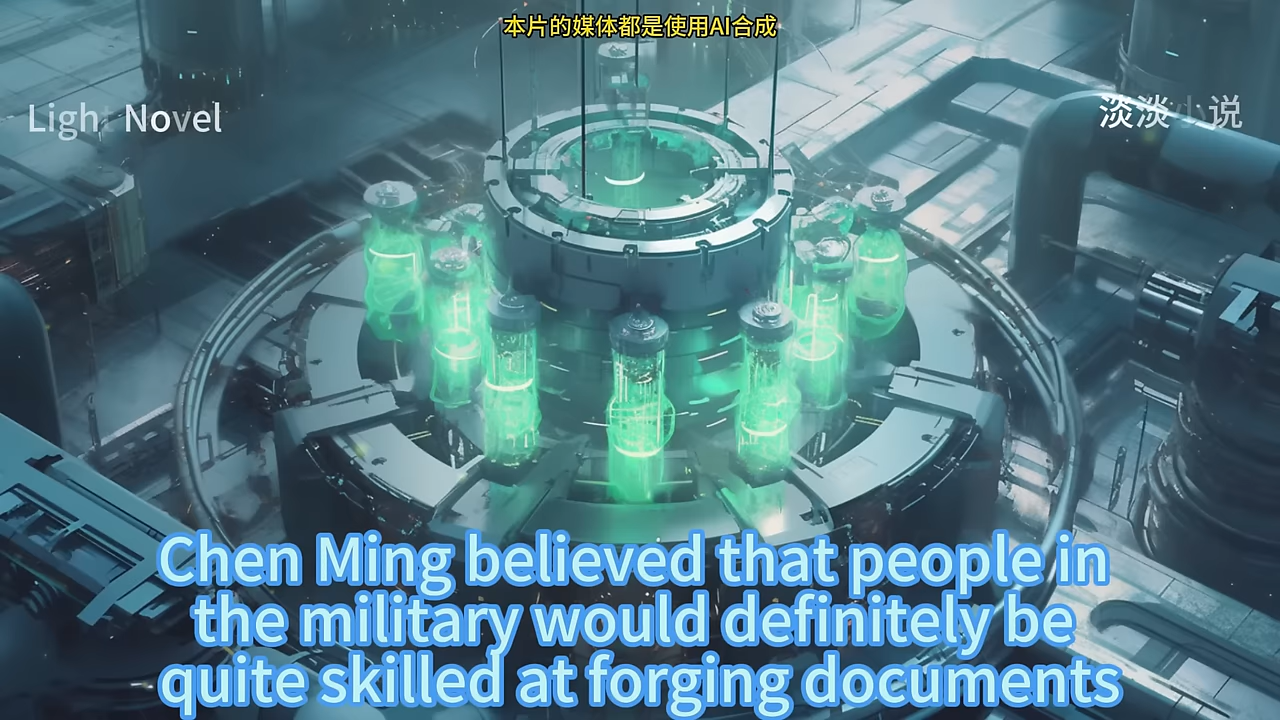 本片的媒体都是使用AI合成
Light Novel
淡淡小说
Chen Ming believed that people in
the military would definitely be
quite skilled at forging documents